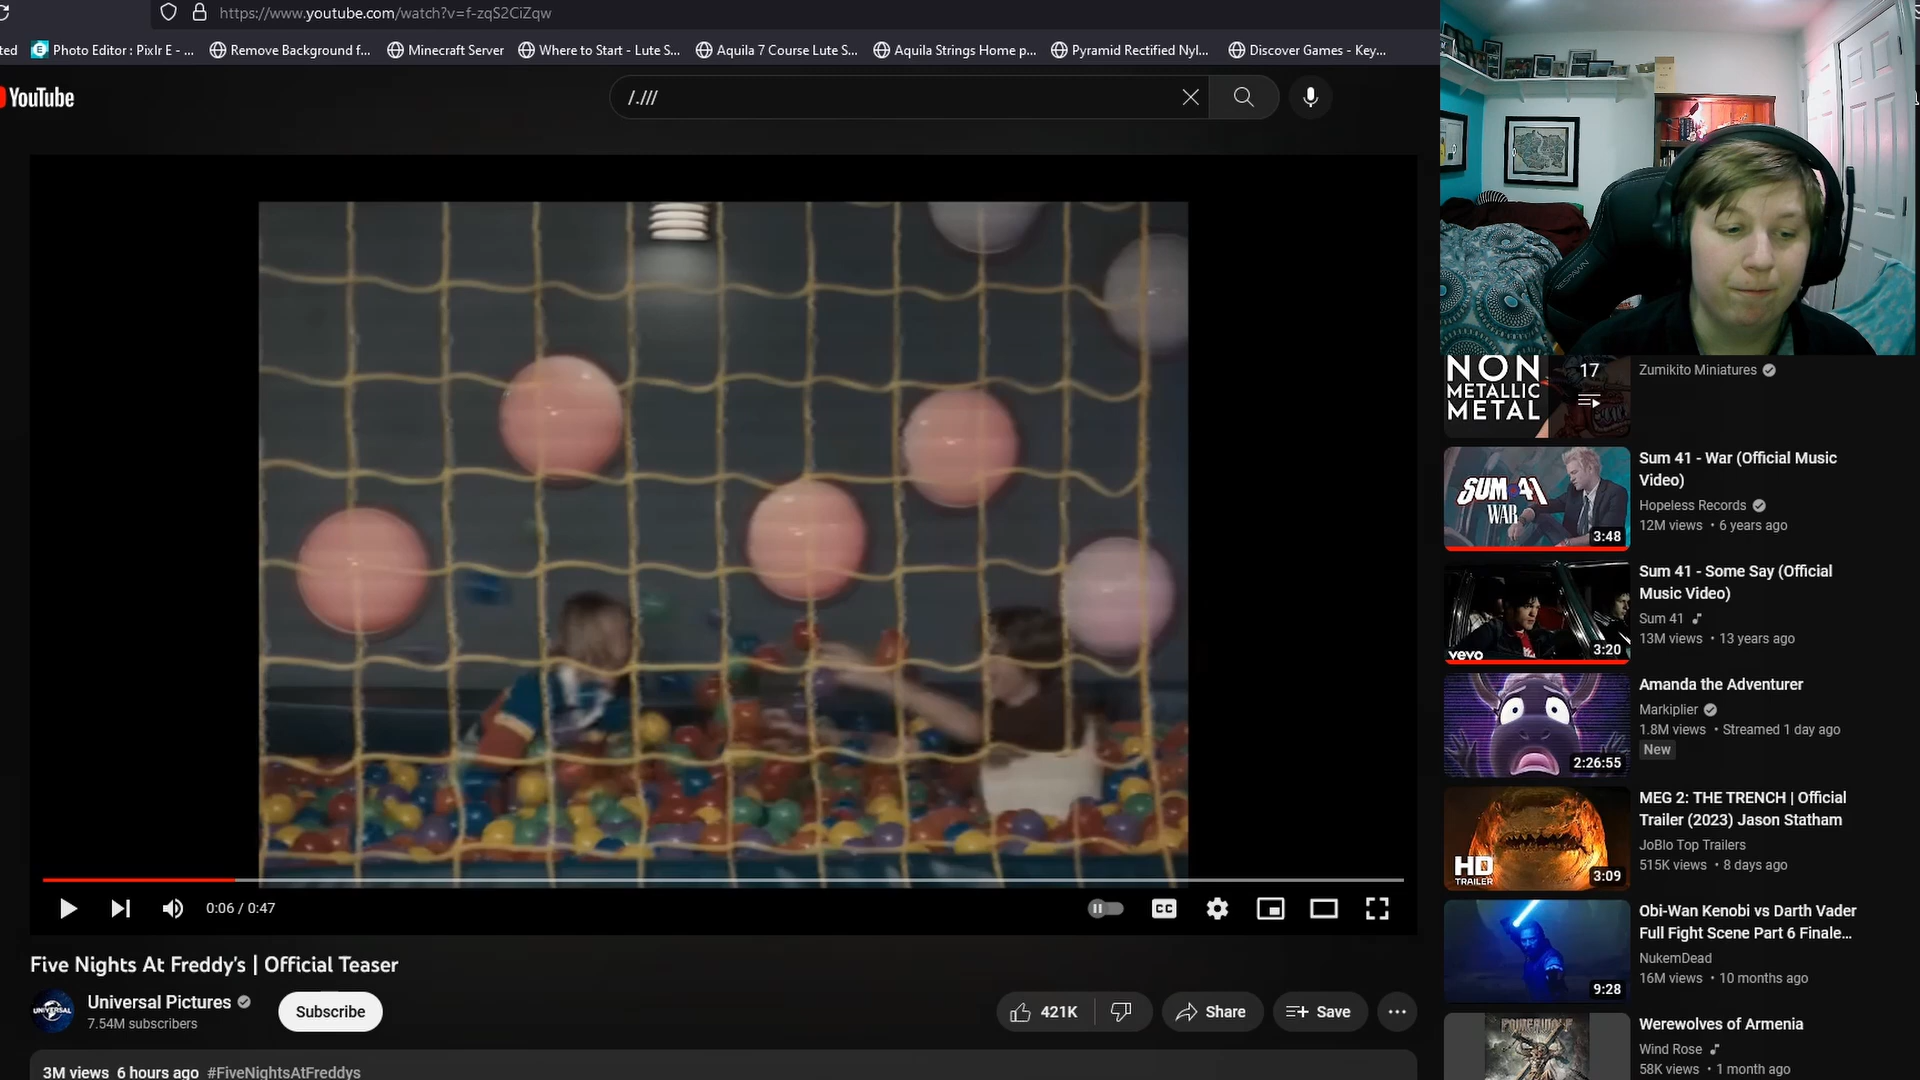 https://www.youtube.com/watch?v=f-zqS2CiZqw
ted
Photo Editor : Pixlr E - ...
Remove Background f...
Minecraft Server
Where to Start - Lute S...
Aquila 7 Course Lute S...
Aquila Strings Home p...
Pyramid Rectified Nyl...
Discover Games - Key...
YouTube
/.///
0:06 / 0:47
CC
Five Nights At Freddy's | Official Teaser
UNIVERSAL
Universal Pictures
7.54M subscribers
Subscribe
421K
Share
Save
3M views 6 hours ago #FiveNightsAtFreddys
NON
METALLIC
METAL
17
Zumikito Miniatures
SUM 41
WAR
3:48
Sum 41 - War (Official Music
Video)
Hopeless Records
12M views • 6 years ago
vevo
3:20
Sum 41 - Some Say (Official
Music Video)
Sum 41
13M views • 13 years ago
2:26:55
Amanda the Adventurer
Markiplier
1.8M views • Streamed 1 day ago
New
HD
TRAILER
3:09
MEG 2: THE TRENCH | Official
Trailer (2023) Jason Statham
JoBlo Top Trailers
515K views • 8 days ago
9:28
Obi-Wan Kenobi vs Darth Vader
Full Fight Scene Part 6 Finale...
NukemDead
16M views • 10 months ago
Werewolves of Armenia
Wind Rose
58K views • 1 month ago